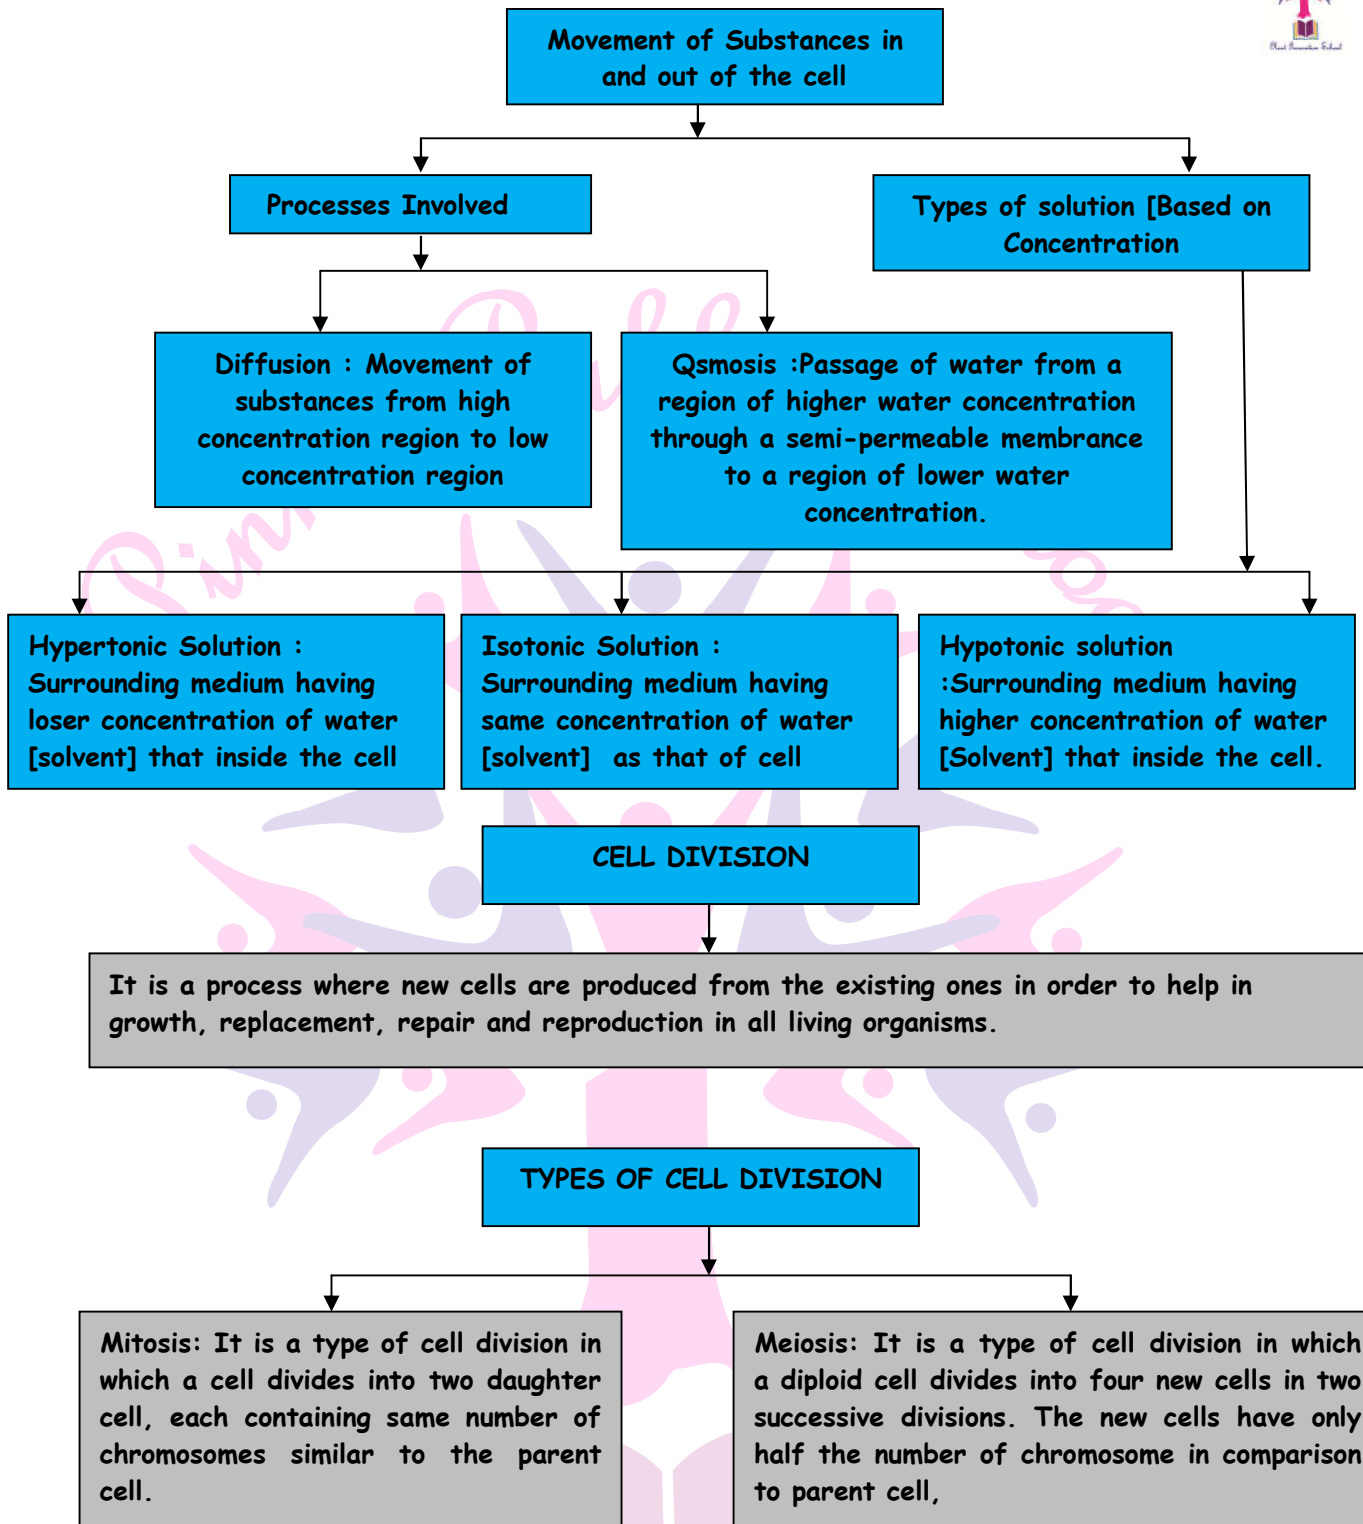 Movement of Substances in
and out of the cell
Processes Involved
Types of solution [Based on
Concentration
Diffusion : Movement of
substances from high
concentration region to low
concentration region
Qsmosis :Passage of water from a
region of higher water concentration
through a semi-permeable membrance
to a region of lower water
concentration.
Hypertonic Solution :
Surrounding medium having
loser concentration of water
[solvent] that inside the cell
Isotonic Solution :
Surrounding medium having
same concentration of water
[solvent] as that of cell
Hypotonic solution
:Surrounding medium having
higher concentration of water
[Solvent] that inside the cell.
CELL DIVISION
It is a process where new cells are produced from the existing ones in order to help in
growth, replacement, repair and reproduction in all living organisms.
TYPES OF CELL DIVISION
Mitosis: It is a type of cell division in
which a cell divides into two daughter
cell, each containing same number of
chromosomes similar to the parent
cell.
Meiosis: It is a type of cell division in which
a diploid cell divides into four new cells in two
successive divisions. The new cells have only
half the number of chromosome in comparison
to parent cell,